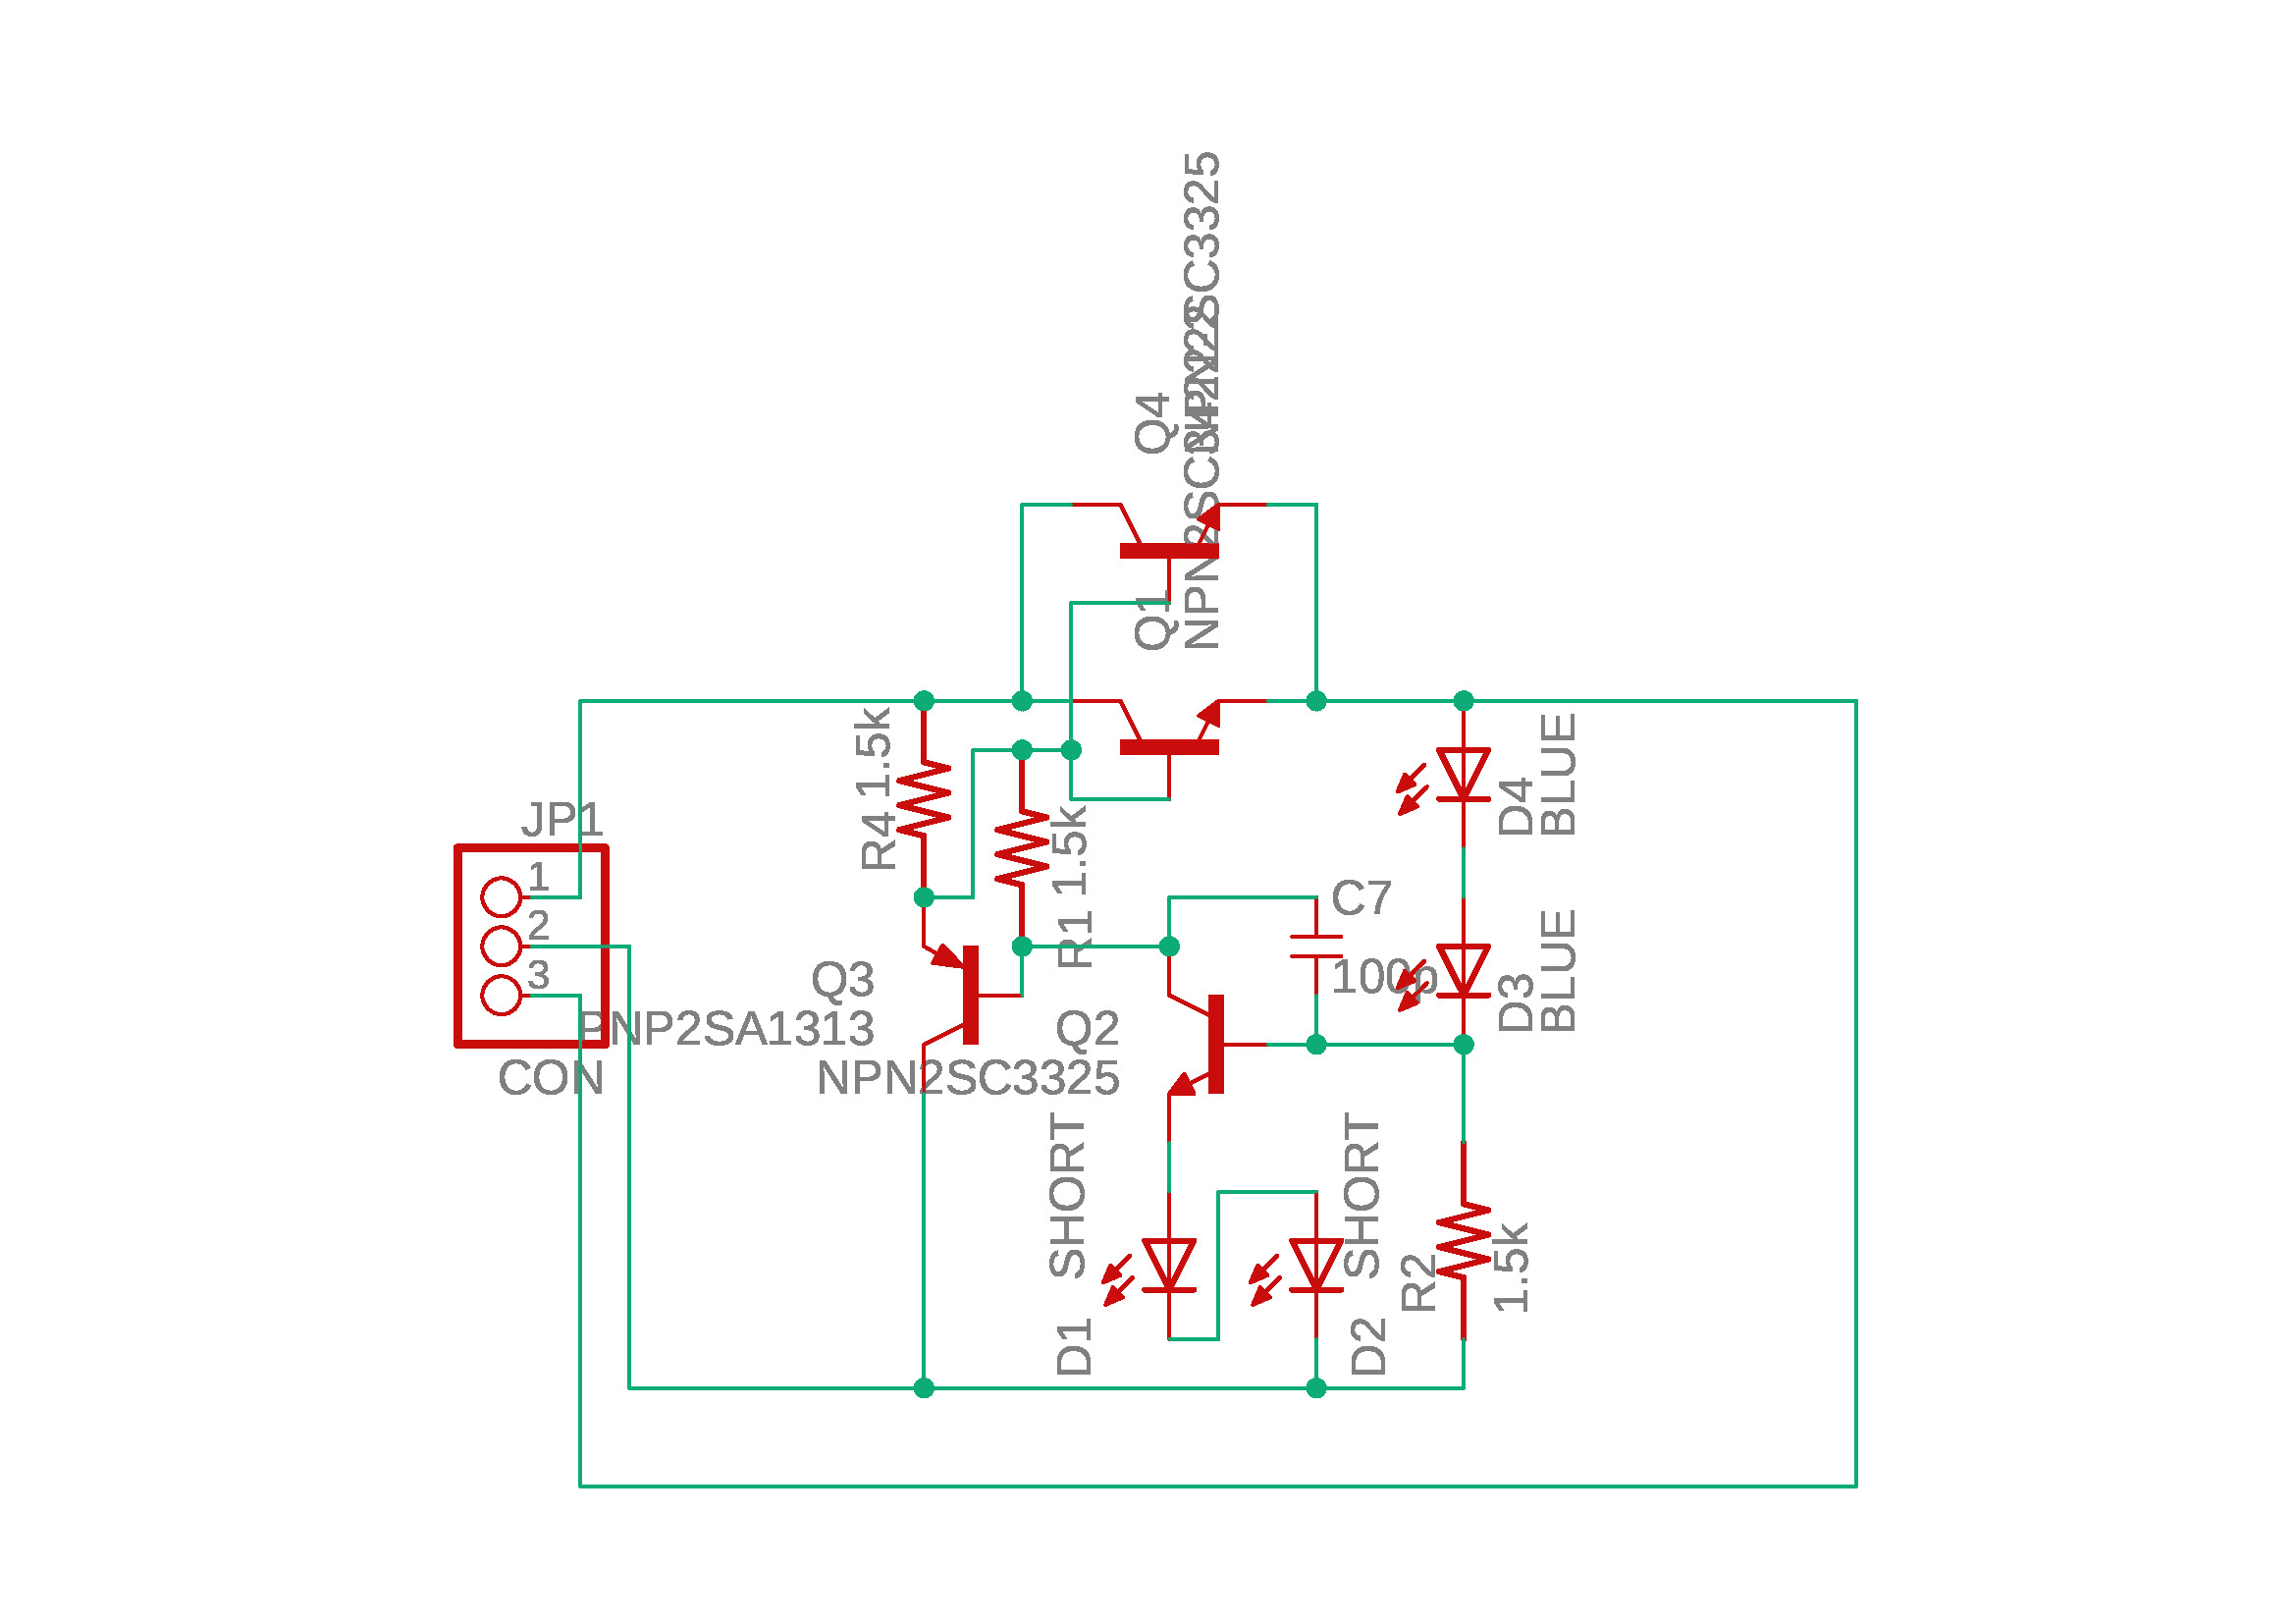 Q4
NPN2SC3325
Q1
NPN2SC3325
R4 1.5k
R1 1.5k
JP1
1
2
3
CON
Q3
PNP2SA1313
Q2
NPN2SC3325
C7
100p
D4
BLUE
D3
BLUE
SHORT
D1
SHORT
D2
R2
1.5k